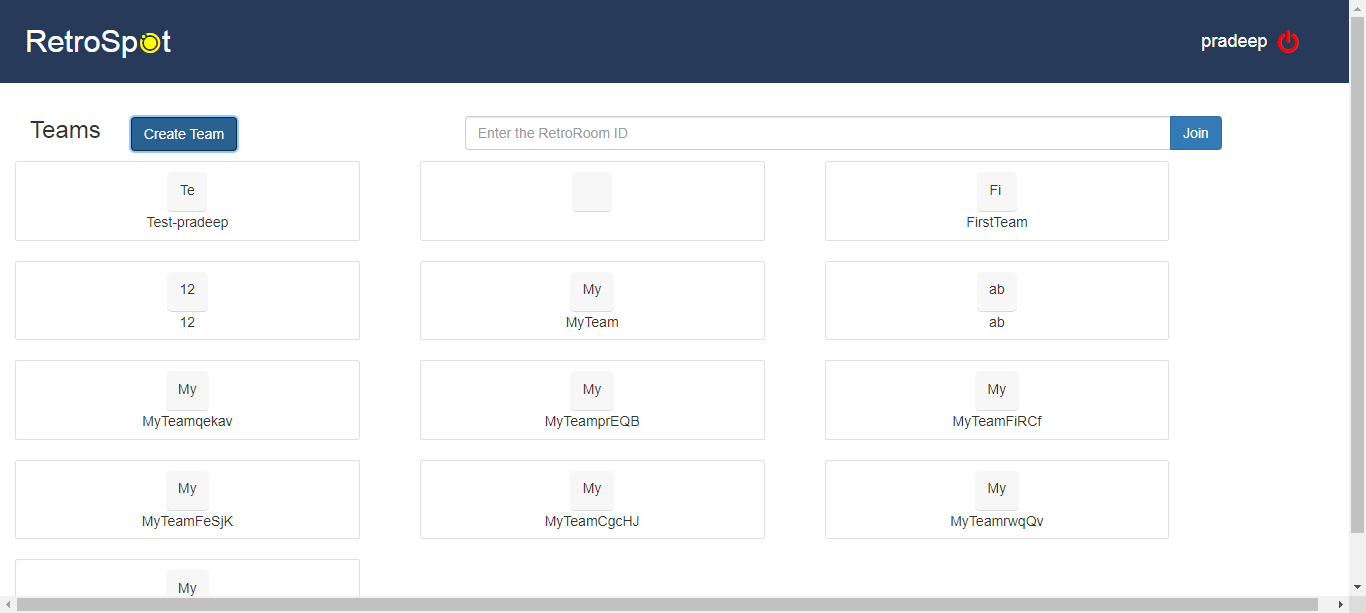 RetroSpot
pradeep
Teams
Create Team
Enter the RetroRoom ID
Join
Te
Test-pradeep
Fi
FirstTeam
12
12
My
MyTeam
ab
ab
My
MyTeamqekav
My
MyTeamprEQB
My
MyTeamFiRCf
My
MyTeamFeSjK
My
MyTeamCgcHJ
My
MyTeamrwqQv
My